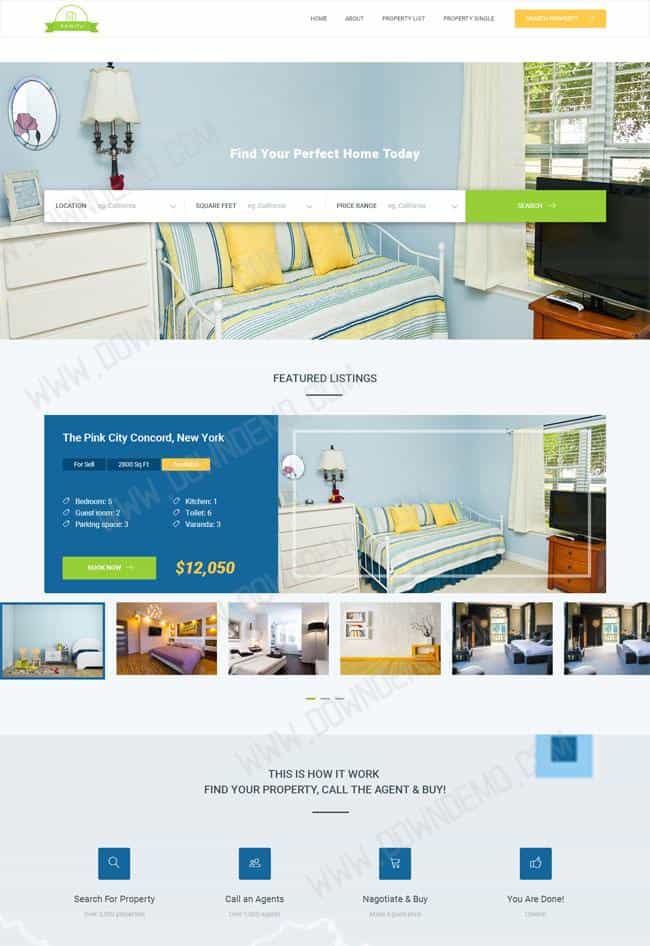 HOME ABOUT PROPERTY LIST PROPERTY SINGLE SEARCH PROPERTY
Find Your Perfect Home Today
LOCATION eg. California SQUARE FEET eg. California PRICE RANGE eg. California SEARCH
FEATURED LISTINGS
The Pink City Concord, New York
For Sell 2800 Sq Ft
Bedroom: 5 Kitchen: 1
Guest room: 2 Toilet: 6
Parking space: 3 Varanda: 3
BOOK NOW $12,050
THIS IS HOW IT WORK
FIND YOUR PROPERTY, CALL THE AGENT & BUY!
Search For Property Call an Agents Nagotiate & Buy You Are Done!
Over 3,000 properties Over 1,000 agents Make a good price
WWW.DOWNDEMO.COM